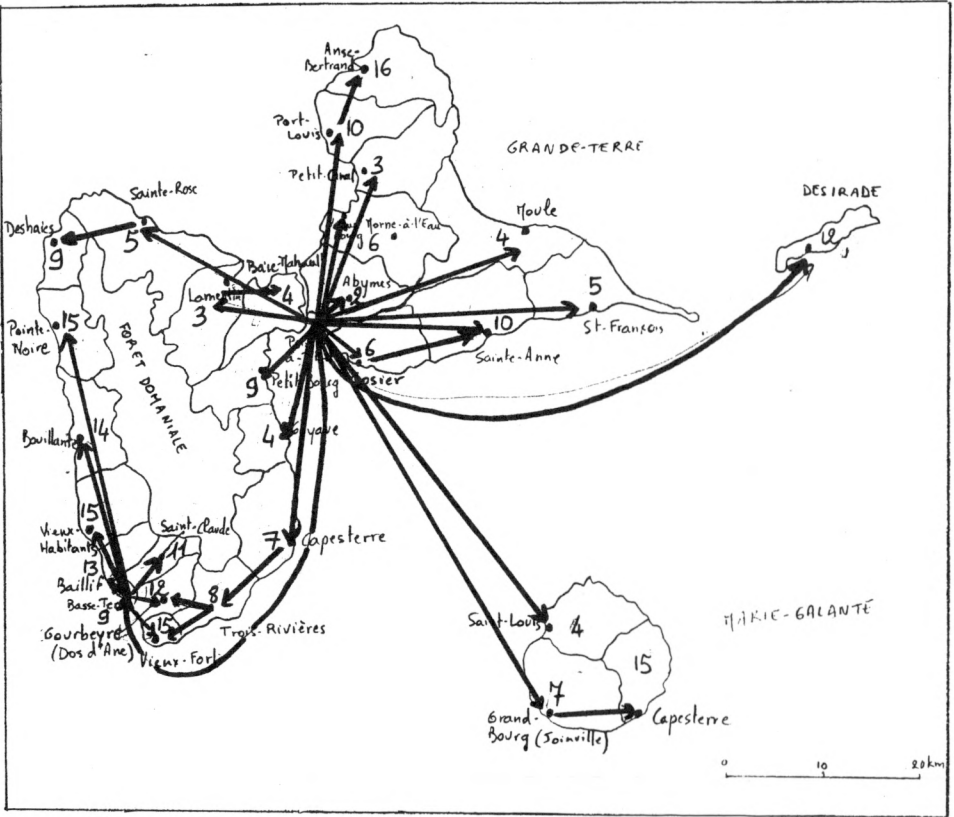 Anse-
Bertrand
16
Port-
Louis
10
GRANDE-TERRE
Petit-Canal
3
Sainte-Rose
DESIRADE
Moule
Deshaies
5
Morne-à-l'Eau
6
4
12
9
Baie-Mahault
Abymes
Lamentin
4
2
5
3
St-François
Pointe-
Noire
15
10
6
Sainte-Anne
FORET DOMANIALE
9
Petit-Bourg
Gosier
Bouillante
14
4
Goyave
15
Vieux-
Habitants
Saint-Claude
7
Capesterre
11
13
Baillif
12
8
Basse-Terre
9
15
Trois-Rivières
Gourbeyre
(Dos d'Ane)
Vieux-Fort
Saint-Louis
4
MARIE-GALANTE
15
7
Grand-
Bourg (Joinville)
Capesterre
0
10
20km